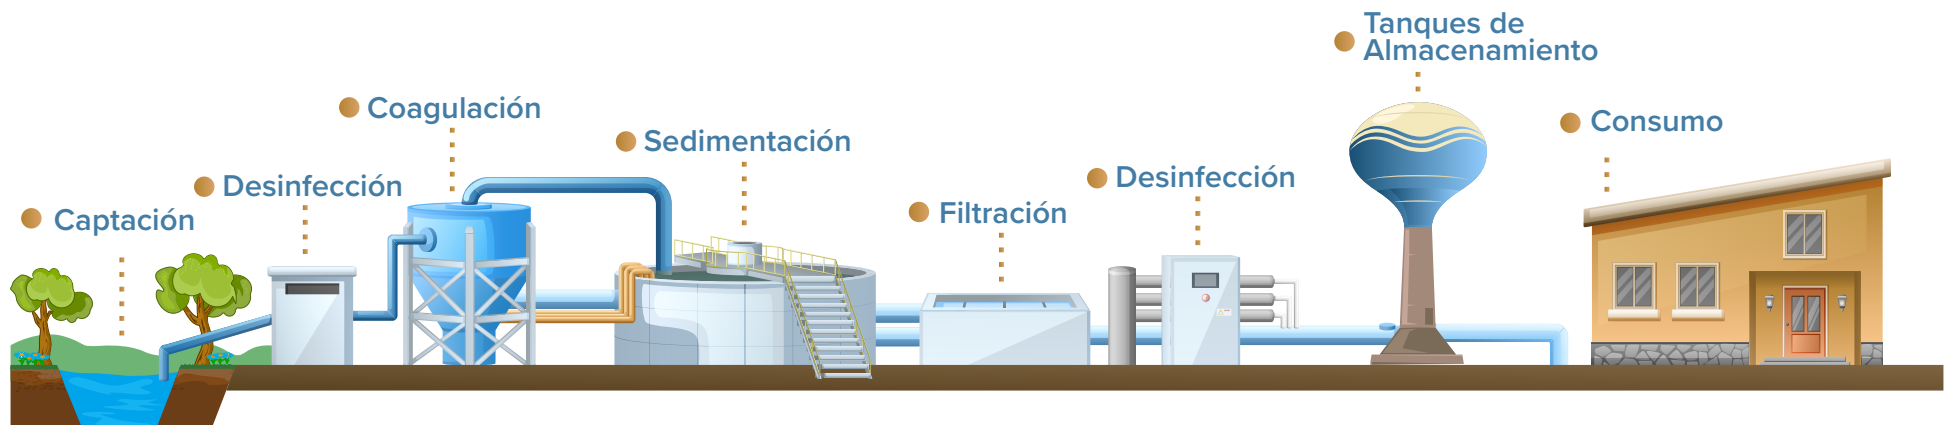 Captación
Desinfección
Coagulación
Sedimentación
Filtración
Desinfección
Tanques de
Almacenamiento
Consumo